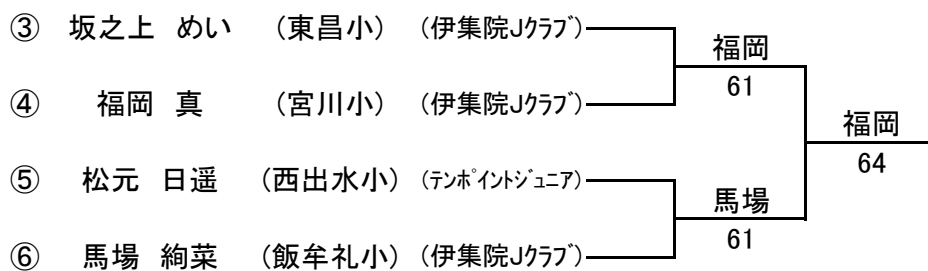 ③ 坂之上 めい (東昌小) (伊集院Jｸﾗﾌﾞ)
福岡
61
④ 福岡 真 (宮川小) (伊集院Jｸﾗﾌﾞ)
福岡
64
⑤ 松元 日遥 (西出水小) (ﾃﾝﾎﾟｲﾝﾄｼﾞｭﾆｱ)
馬場
61
⑥ 馬場 絢菜 (飯牟礼小) (伊集院Jｸﾗﾌﾞ)